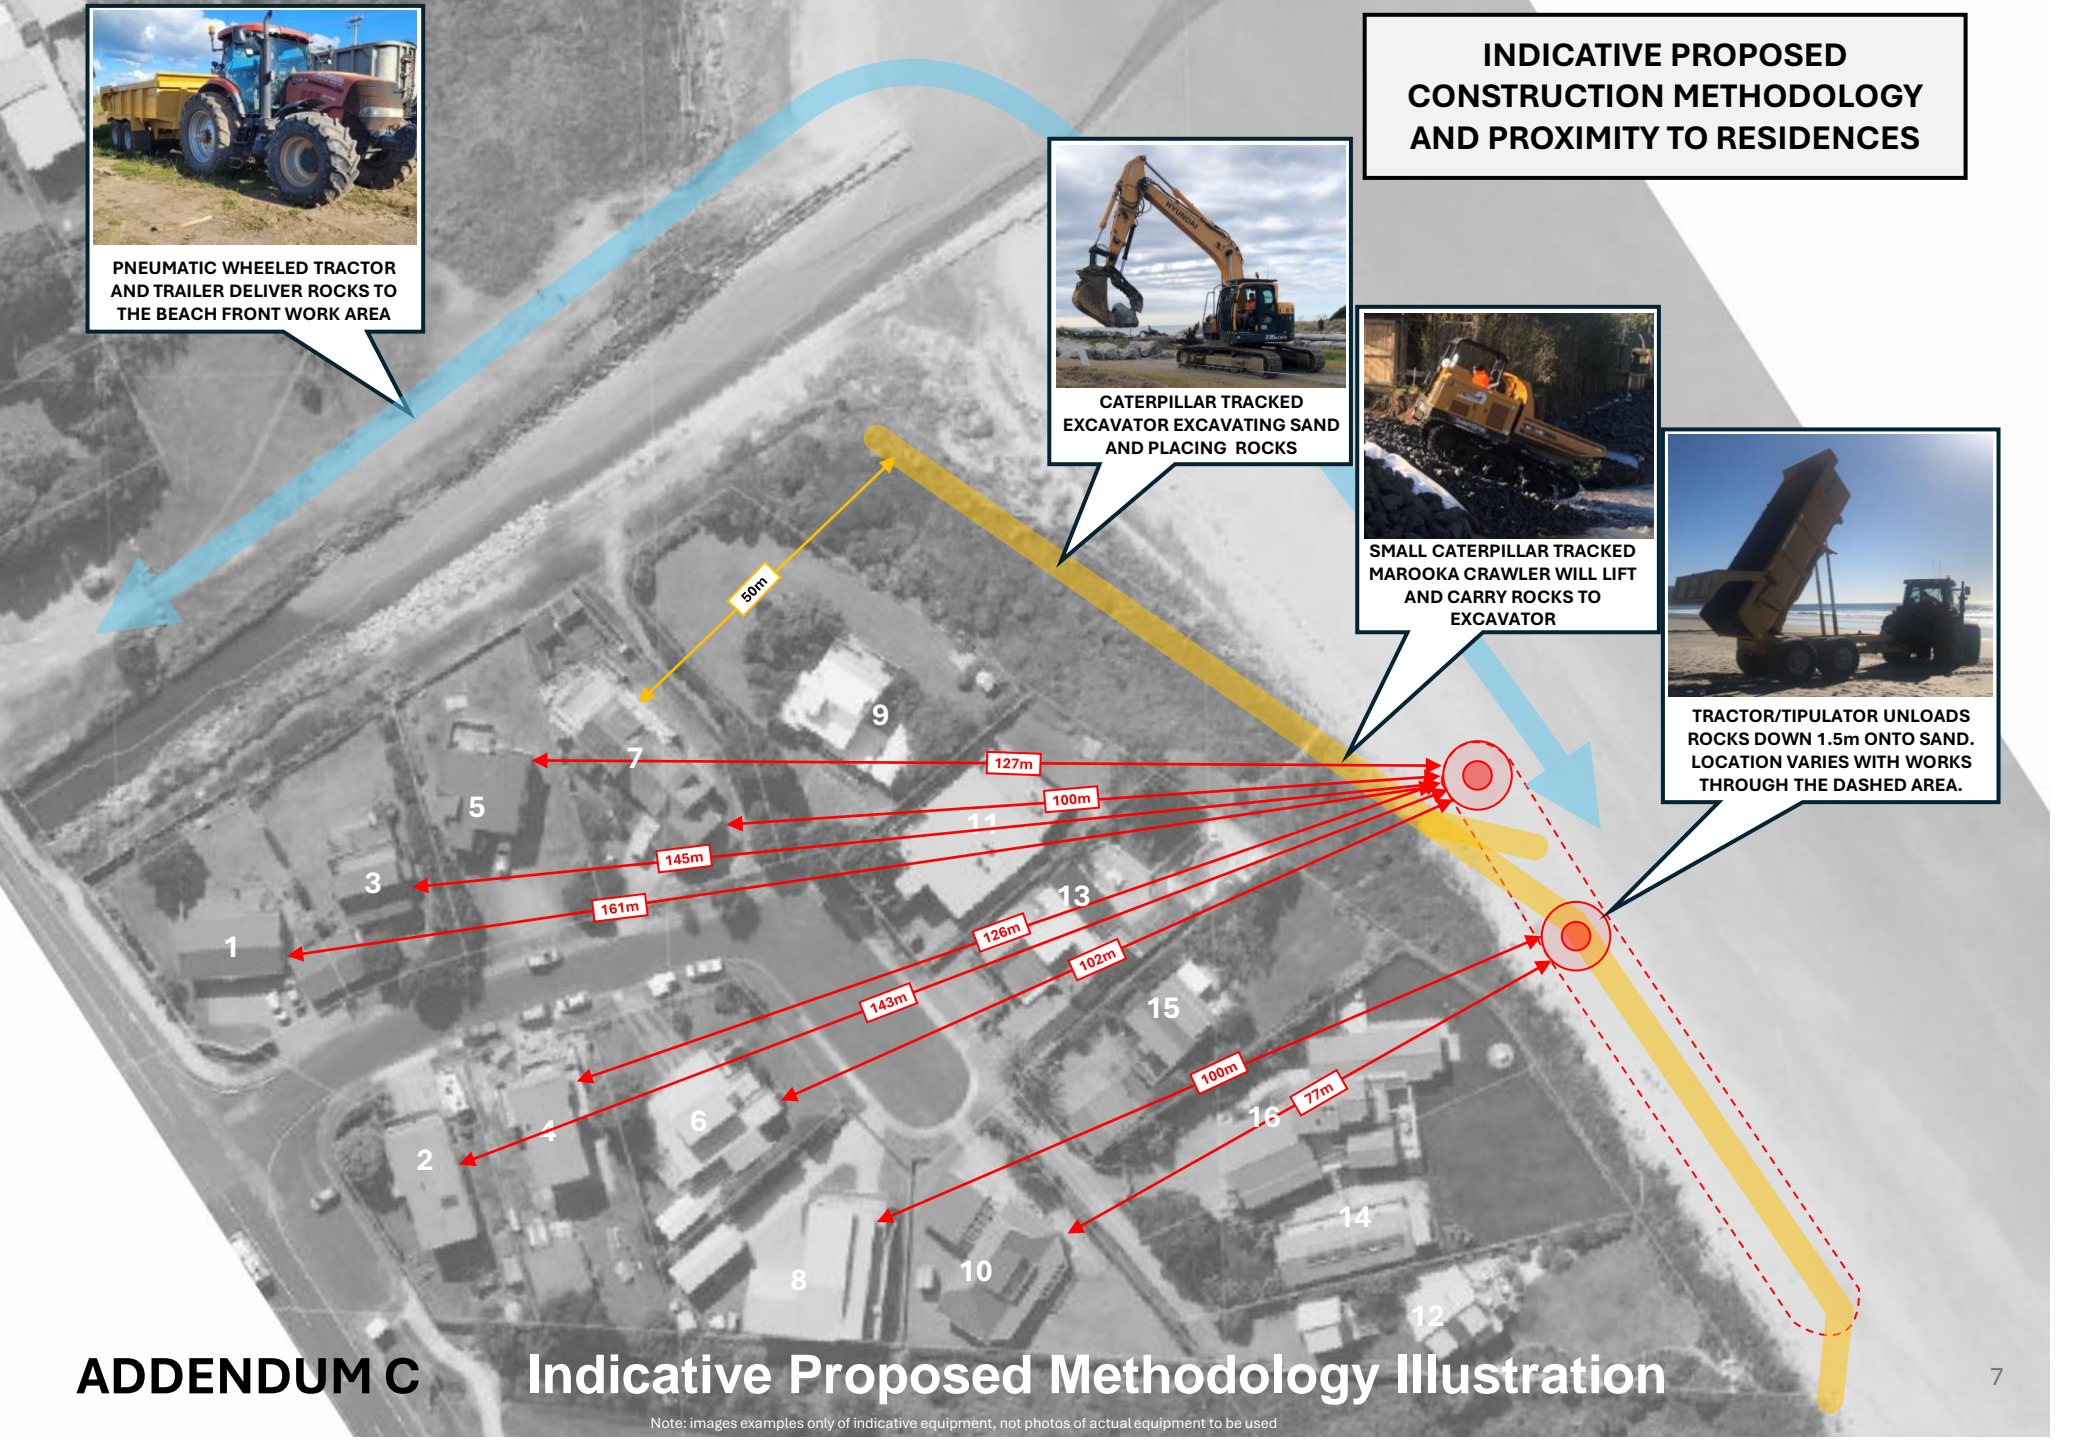 INDICATIVE PROPOSED
CONSTRUCTION METHODOLOGY
AND PROXIMITY TO RESIDENCES
PNEUMATIC WHEELED TRACTOR
AND TRAILER DELIVER ROCKS TO
THE BEACH FRONT WORK AREA
HYUNDAI
CATERPILLAR TRACKED
EXCAVATOR EXCAVATING SAND
AND PLACING ROCKS
SMALL CATERPILLAR TRACKED
MAROOKA CRAWLER WILL LIFT
AND CARRY ROCKS TO
EXCAVATOR
TRACTOR/TIPULATOR UNLOADS
ROCKS DOWN 1.5m ONTO SAND.
LOCATION VARIES WITH WORKS
THROUGH THE DASHED AREA.
50m
9
7
127m
5
100m
11
145m
3
13
161m
1
126m
102m
143m
15
100m
77m
16
6
4
2
14
10
8
12
ADDENDUM C
Indicative Proposed Methodology Illustration
7
Note: images examples only of indicative equipment, not photos of actual equipment to be used